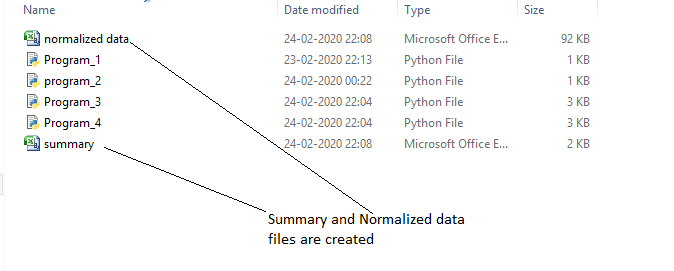 Name Date modified Type Size
normalized data 24-02-2020 22:08 Microsoft Office E... 92 KB
Program_1 23-02-2020 22:13 Python File 1 KB
program_2 24-02-2020 00:22 Python File 1 KB
Program_3 24-02-2020 22:04 Python File 3 KB
Program_4 24-02-2020 22:04 Python File 3 KB
summary 24-02-2020 22:08 Microsoft Office E... 2 KB
Summary and Normalized data
files are created